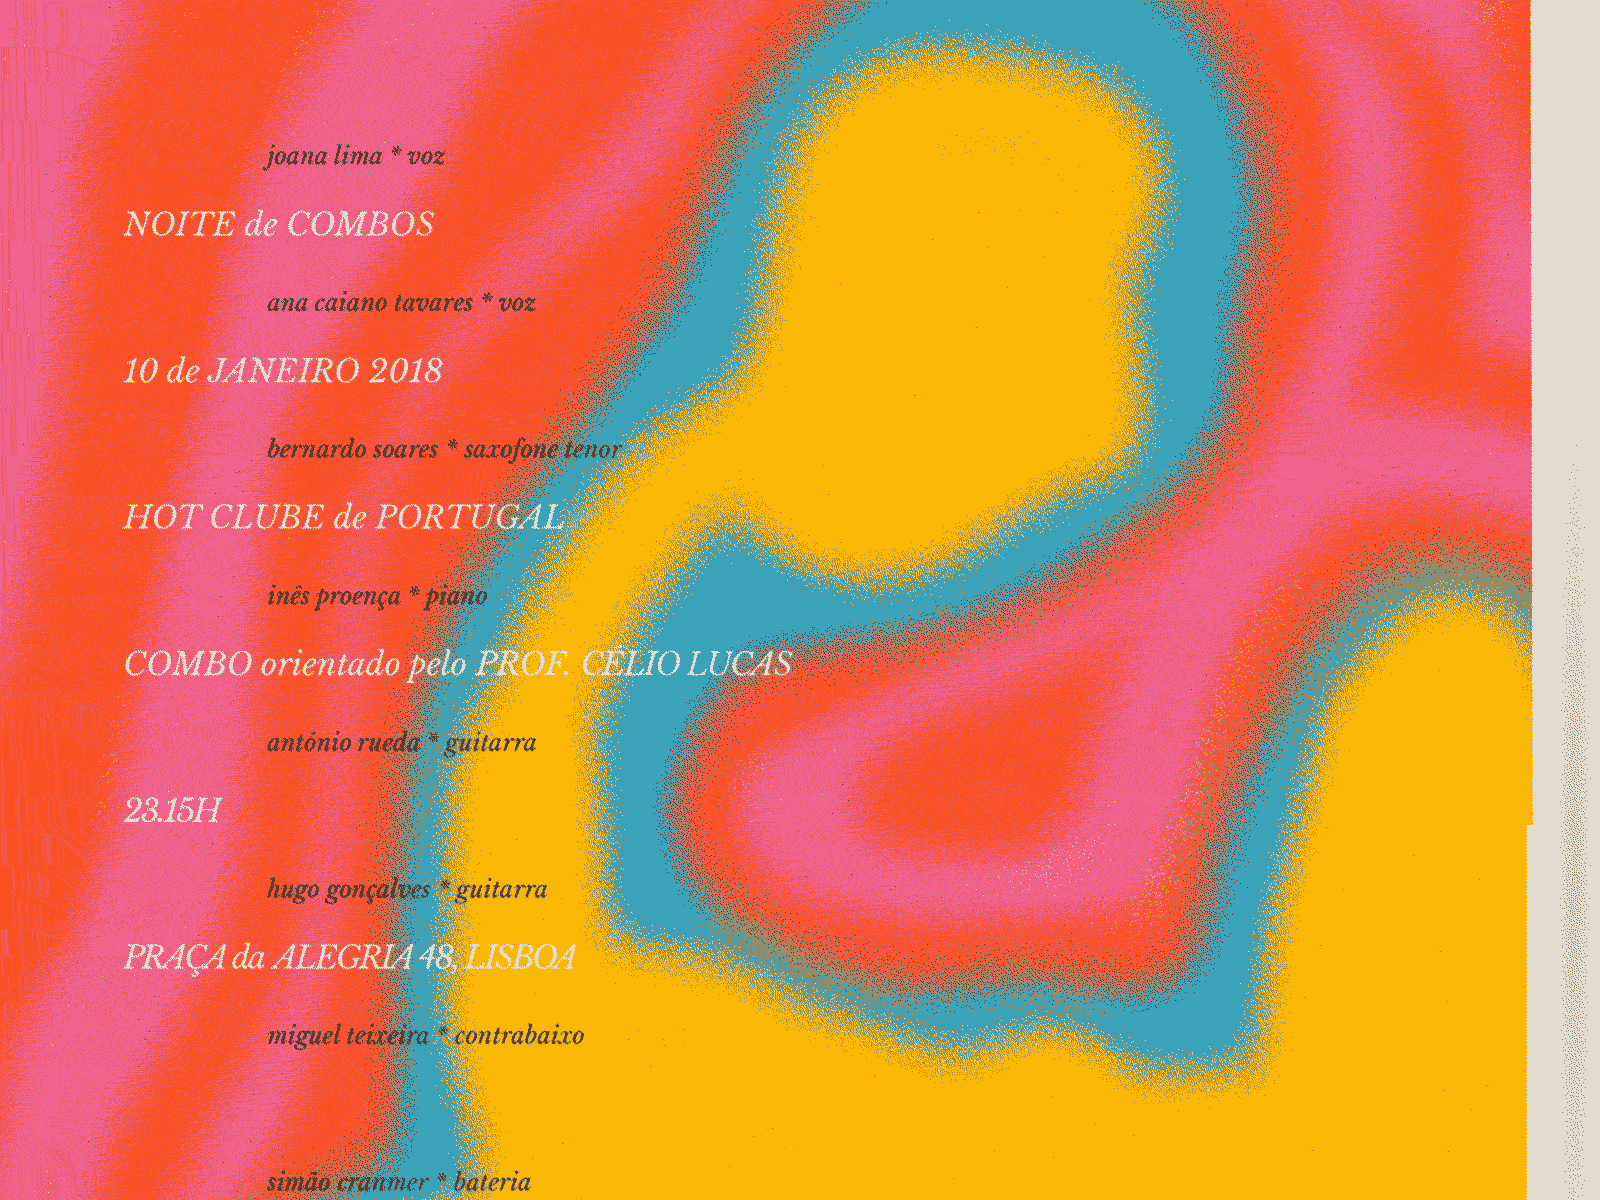 joana lima * voz
NOITE de COMBOS
ana caiano tavares * voz
10 de JANEIRO 2018
bernardo soares * saxofone tenor
HOT CLUBE de PORTUGAL
inês proença * piano
COMBO orientado pelo PROF. CÉLIO LUCAS
antónio rueda * guitarra
23.15H
hugo gonçalves * guitarra
PRAÇA da ALEGRIA 48, LISBOA
miguel teixeira * contrabaixo
simão cranmer * bateria